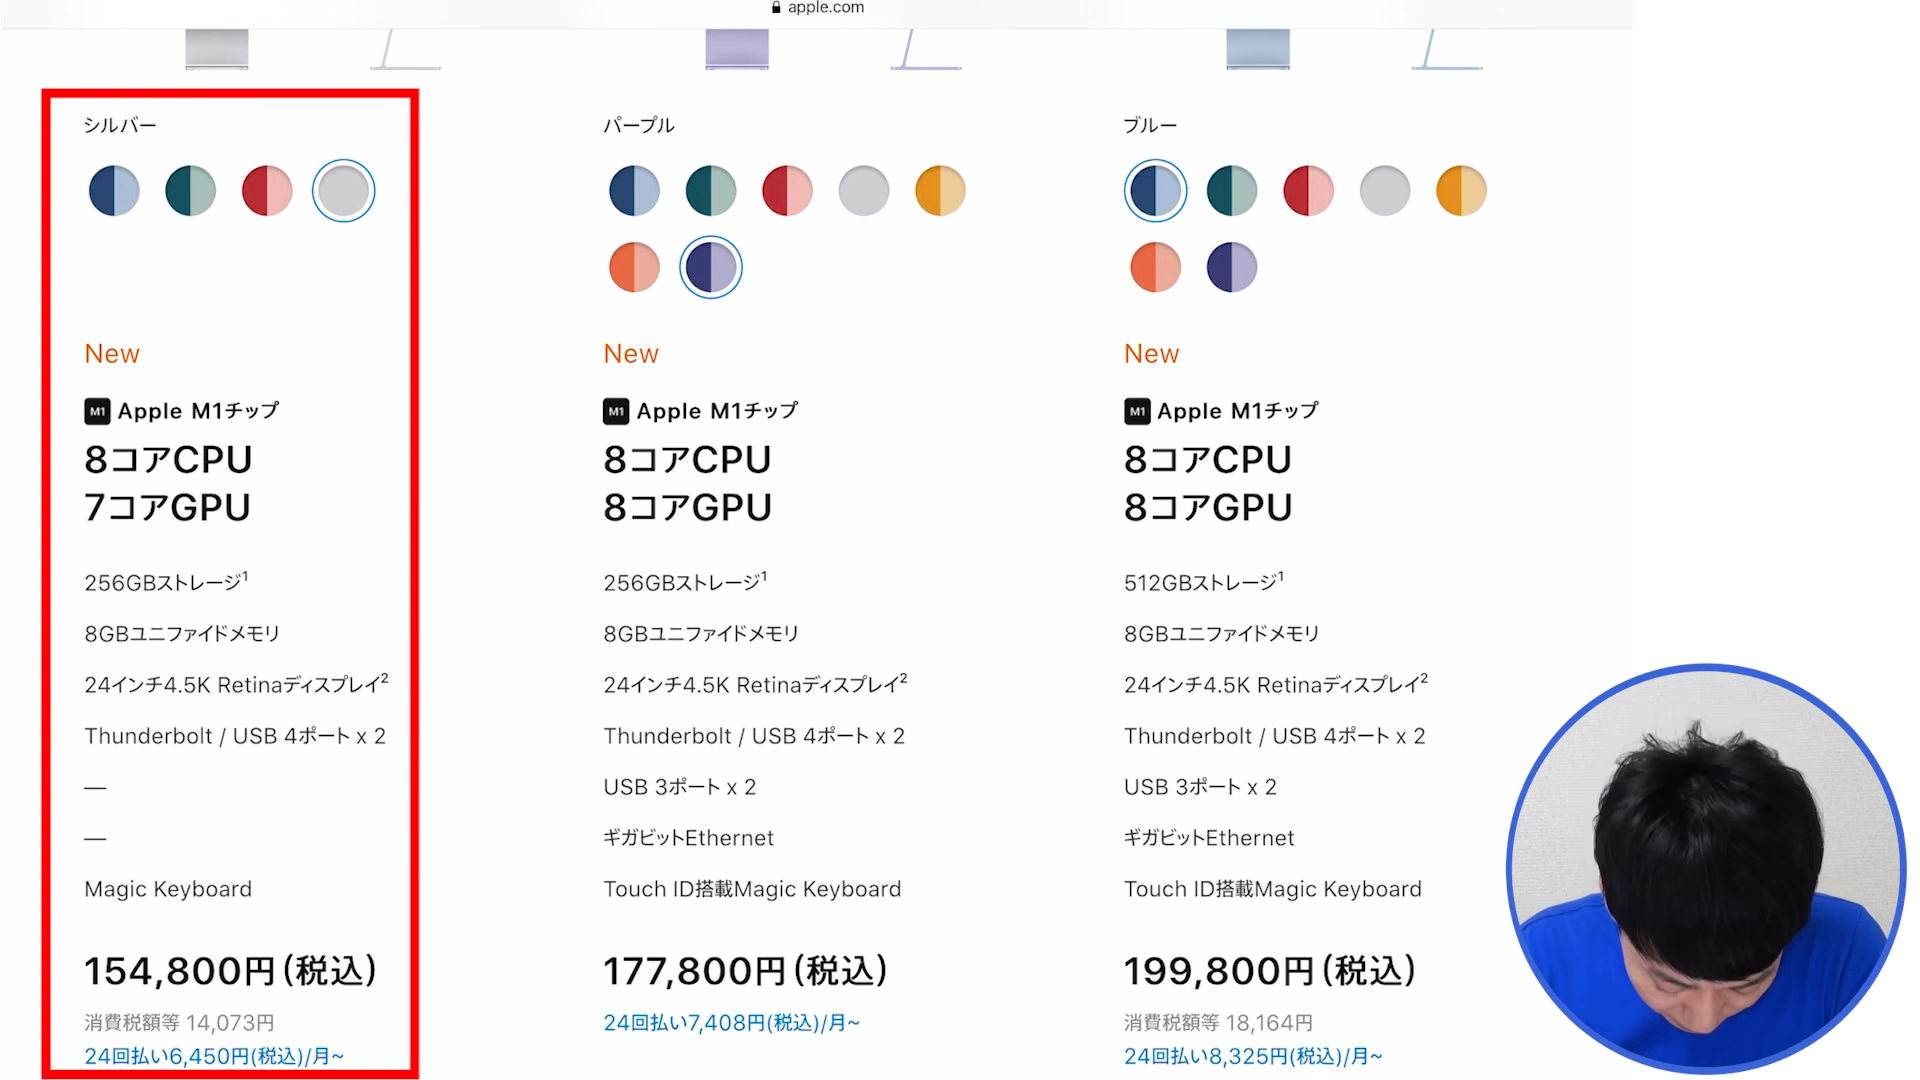 apple.com
シルバー
New
M1 Apple M1チップ
8コアCPU
7コアGPU
256GBストレージ¹
8GBユニファイドメモリ
24インチ4.5K Retinaディスプレイ²
Thunderbolt / USB 4ポート x 2
—
—
Magic Keyboard
154,800円(税込)
消費税額等 14,073円
24回払い6,450円(税込)/月~
パープル
New
M1 Apple M1チップ
8コアCPU
8コアGPU
256GBストレージ¹
8GBユニファイドメモリ
24インチ4.5K Retinaディスプレイ²
Thunderbolt / USB 4ポート x 2
USB 3ポート x 2
ギガビットEthernet
Touch ID搭載Magic Keyboard
177,800円(税込)
24回払い7,408円(税込)/月~
ブルー
New
M1 Apple M1チップ
8コアCPU
8コアGPU
512GBストレージ¹
8GBユニファイドメモリ
24インチ4.5K Retinaディスプレイ²
Thunderbolt / USB 4ポート x 2
USB 3ポート x 2
ギガビットEthernet
Touch ID搭載Magic Keyboard
199,800円(税込)
消費税額等 18,164円
24回払い8,325円(税込)/月~